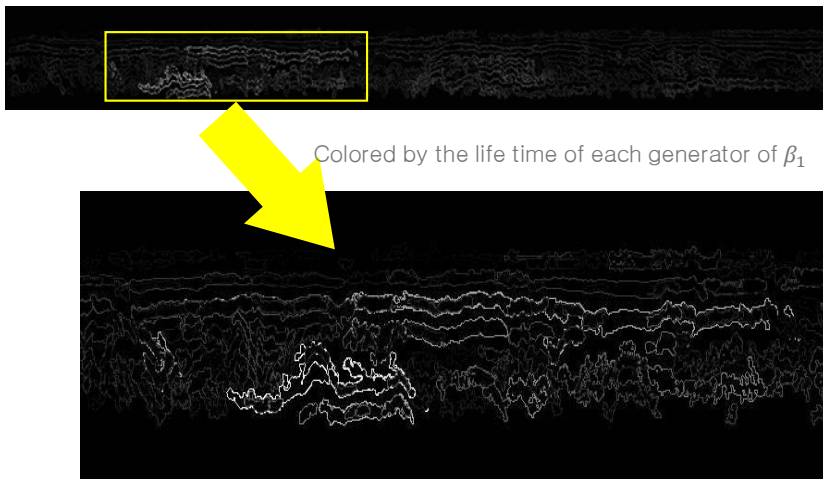 Colored by the life time of each generator of β₁